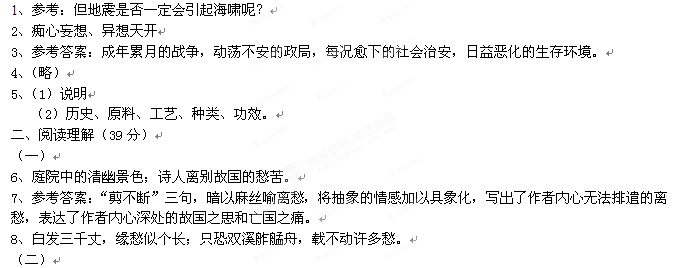 1、参考：但地震是否一定会引起海啸呢？
2、痴心妄想、异想天开
3、参考答案：成年累月的战争，动荡不安的政局，每况愈下的社会治安，日益恶化的生存环境。
4、（略）
5、（1）说明
（2）历史、原料、工艺、种类、功效。
二、阅读理解（39 分）
（一）
6、庭院中的清幽景色；诗人离别故国的愁苦。
7、参考答案：“剪不断”三句，暗以麻丝喻离愁，将抽象的情感加以具象化，写出了作者内心无法排遣的离
愁，表达了作者内心深处的故国之思和亡国之痛。
8、白发三千丈，缘愁似个长；只恐双溪舴艋舟，载不动许多愁。
（二）